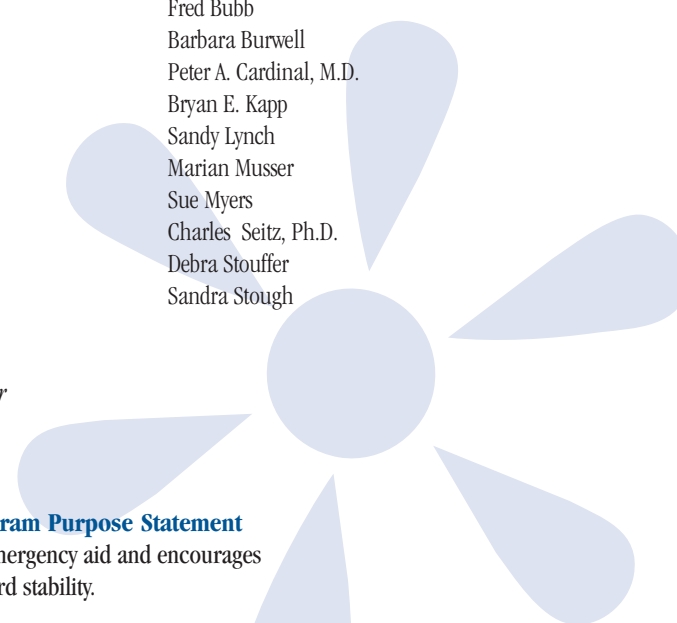 Fred Bubb
Barbara Burwell
Peter A. Cardinal, M.D.
Bryan E. Kapp
Sandy Lynch
Marian Musser
Sue Myers
Charles Seitz, Ph.D.
Debra Stouffer
Sandra Stough
r
ram Purpose Statement
nergency aid and encourages
rd stability.